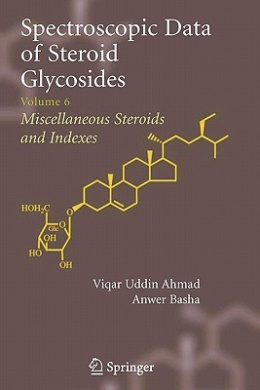 Spectroscopic Data
of Steroid
Glycosides
Volume 6
Miscellaneous Steroids
and Indexes
HOH₂C
O
Glc
OH
HO
OH
O
Viqar Uddin Ahmad
Anwer Basha
Springer